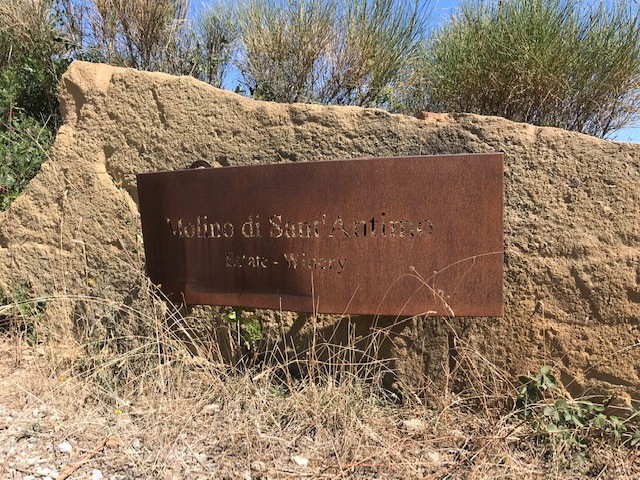 Molino di Sant'Antimo
Estate - Winery